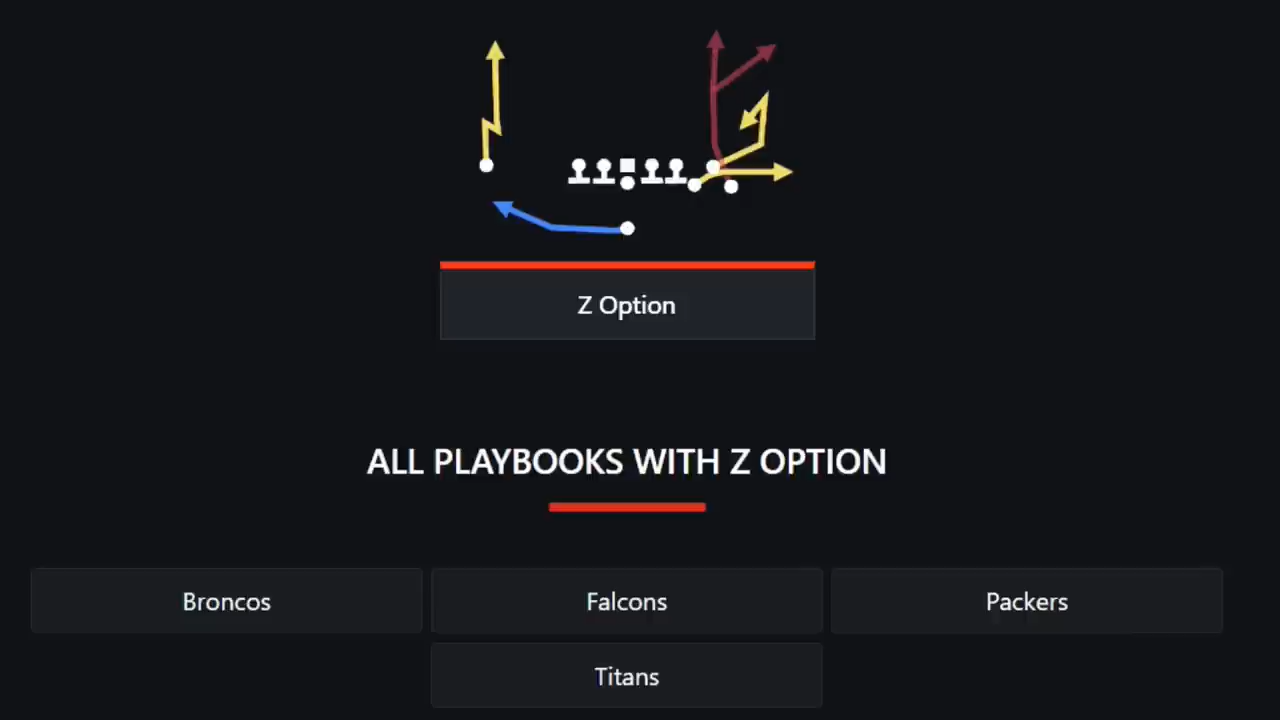 Z Option
ALL PLAYBOOKS WITH Z OPTION
Broncos Falcons Packers
Titans